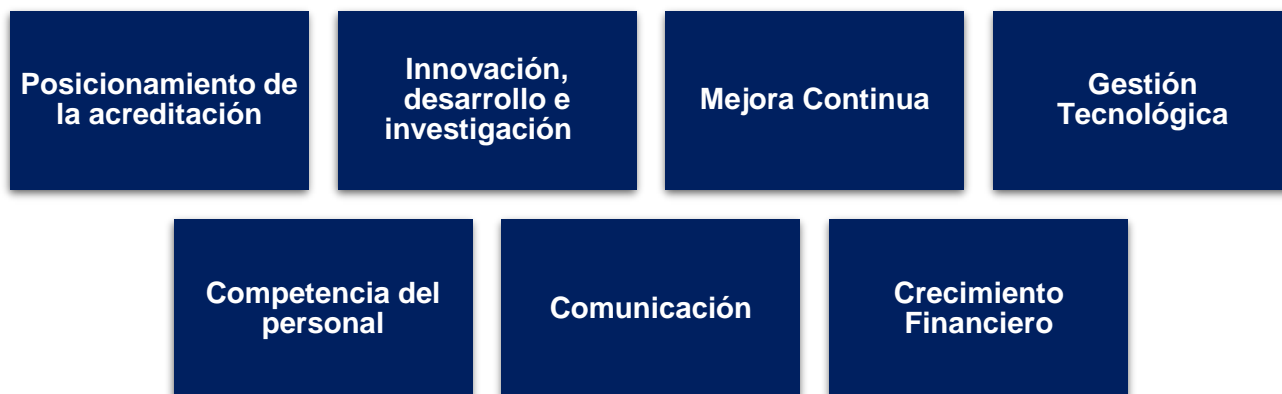 Posicionamiento de
la acreditación
Innovación,
desarrollo e
investigación
Mejora Continua
Gestión
Tecnológica
Competencia del
personal
Comunicación
Crecimiento
Financiero